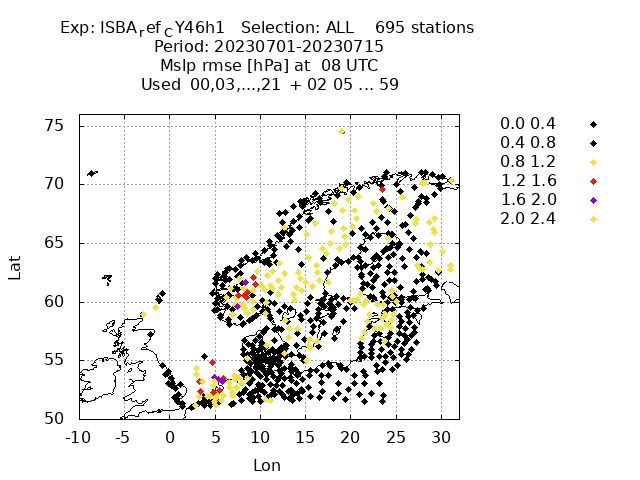 Exp: ISBArefCY46h1 Selection: ALL 695 stations
Period: 20230701-20230715
Mslp rmse [hPa] at 08 UTC
Used 00,03,...,21 + 02 05 ... 59
0.0 0.4
0.4 0.8
0.8 1.2
1.2 1.6
1.6 2.0
2.0 2.4
75
70
65
60
55
50
Lat
-10 -5 0 5 10 15 20 25 30
Lon